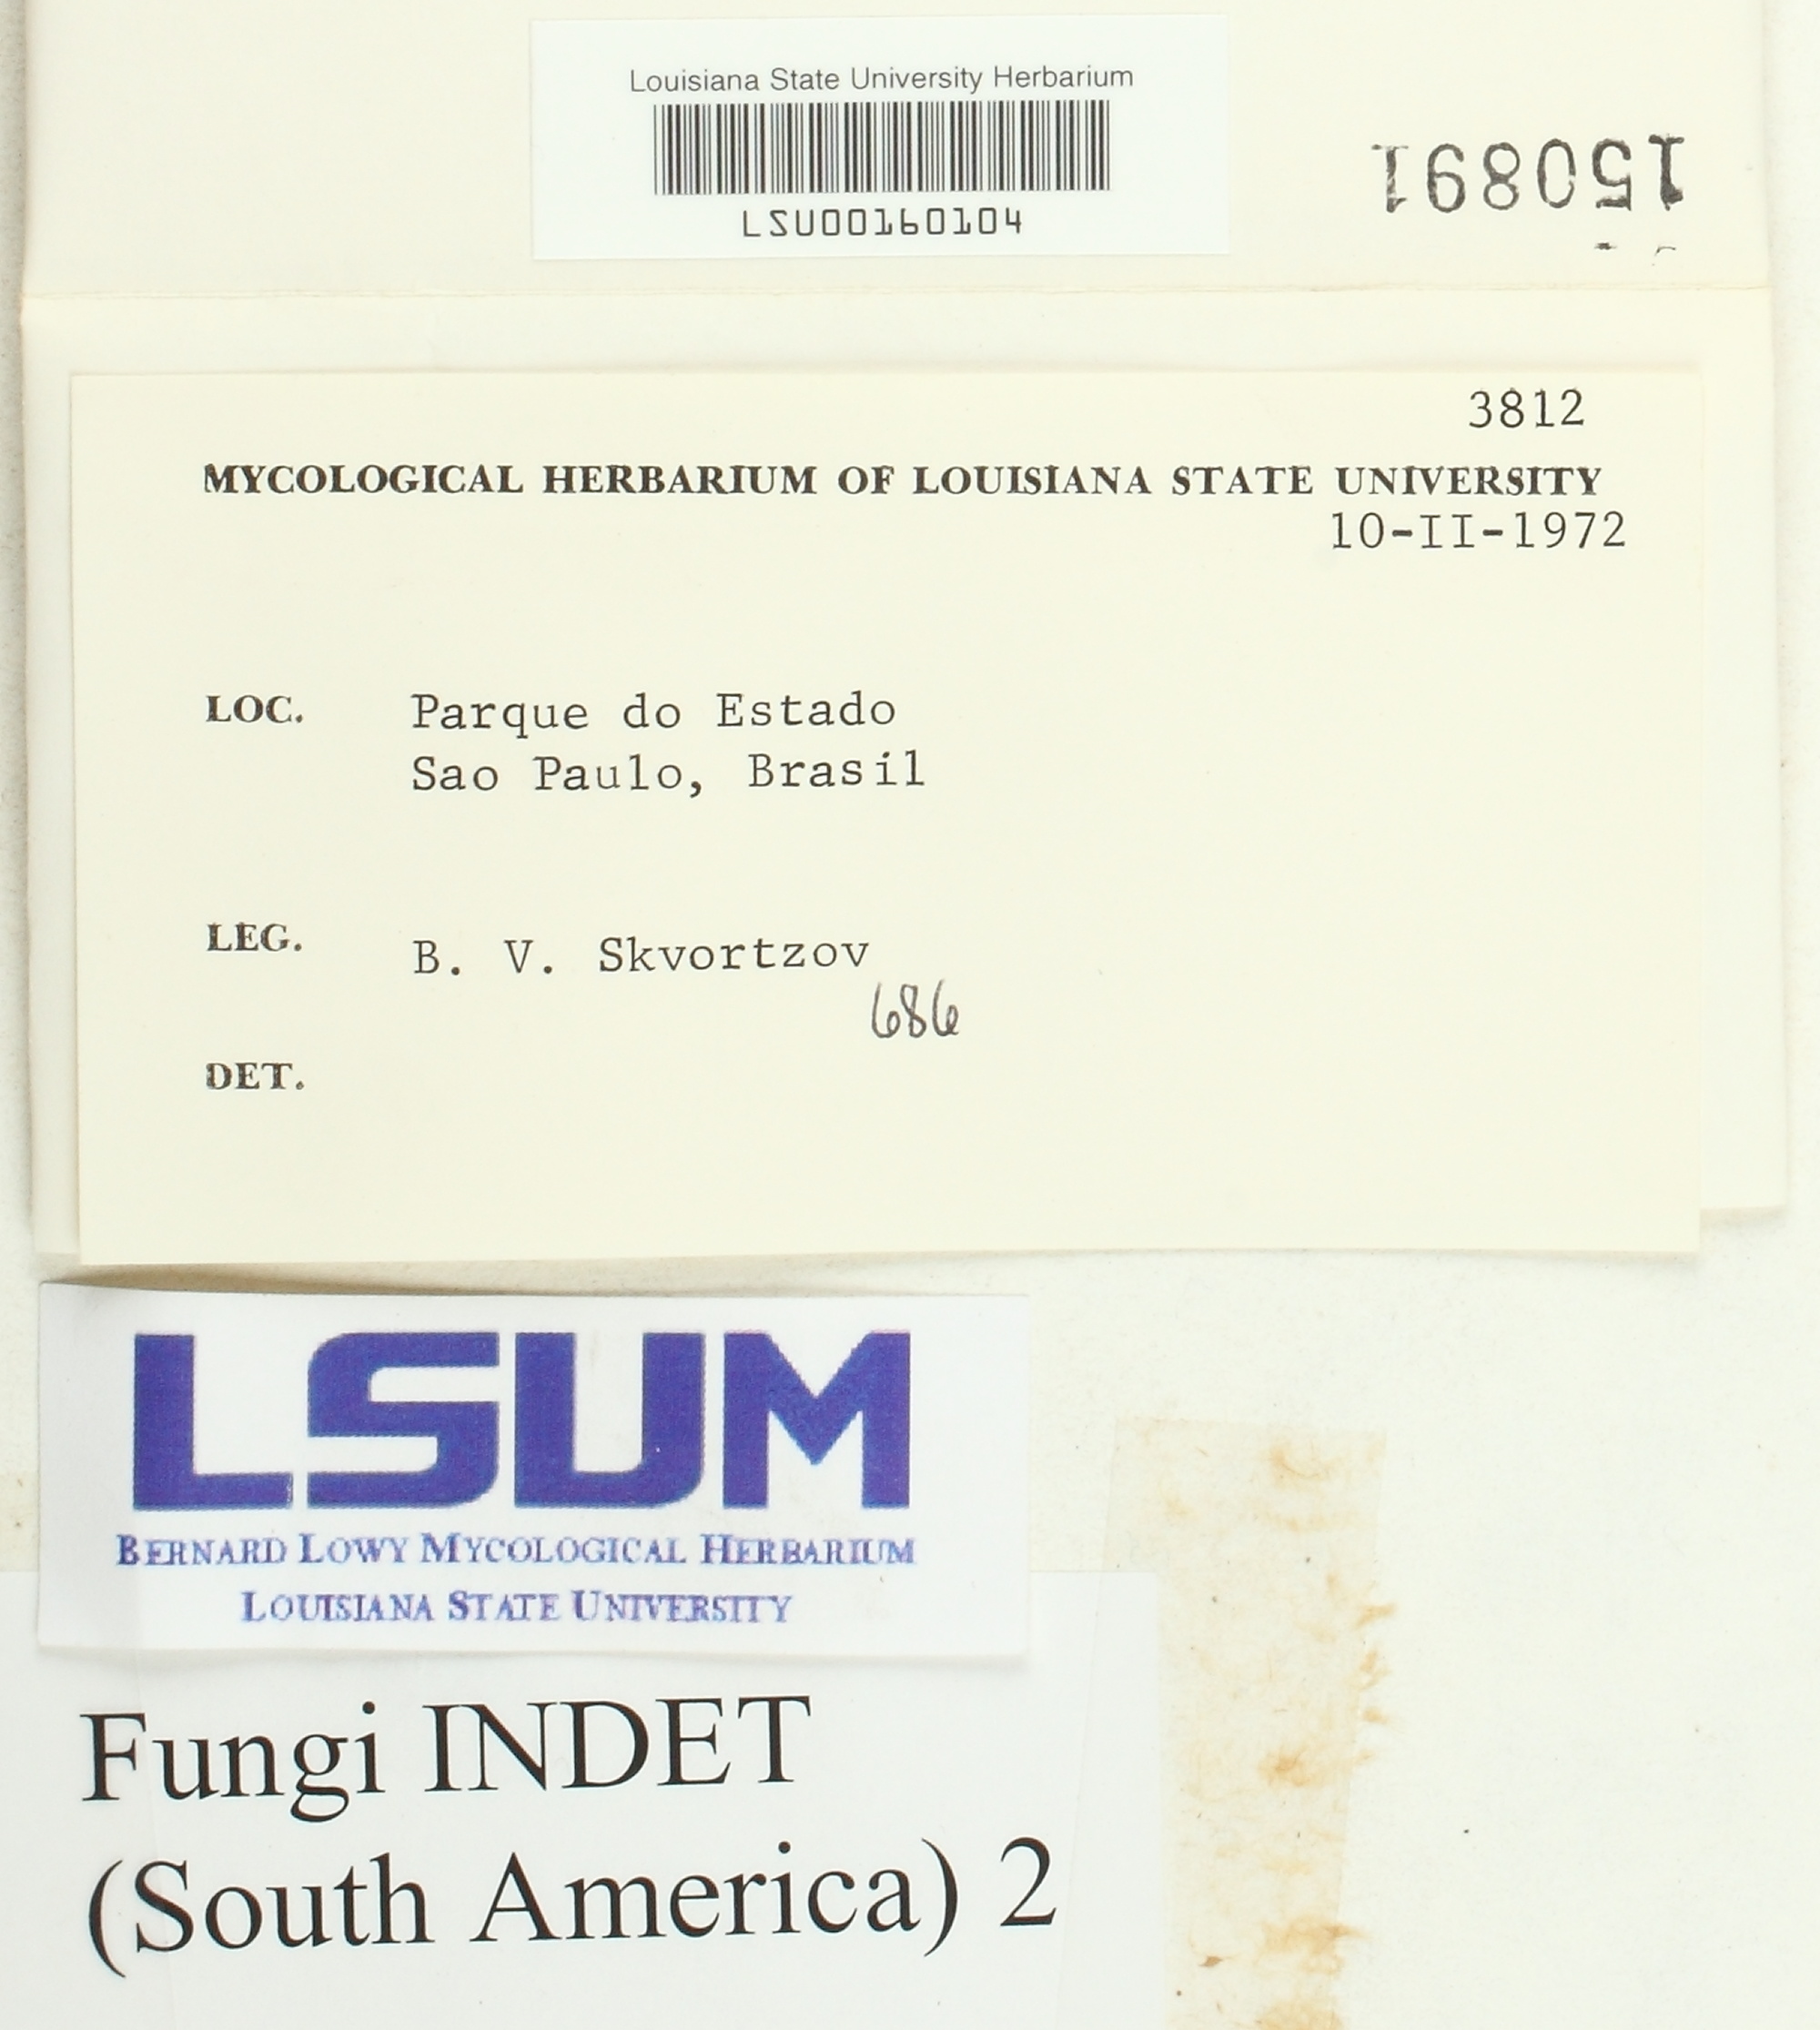 Louisiana State University Herbarium
LSU00160104
150891
3812
MYCOLOGICAL HERBARIUM OF LOUISIANA STATE UNIVERSITY
10-II-1972
LOC. Parque do Estado
Sao Paulo, Brasil
LEG. B. V. Skvortzov
686
DET.
LSUM
BERNARD LOWY MYCOLOGICAL HERBARIUM
LOUISIANA STATE UNIVERSITY
Fungi INDET
(South America) 2